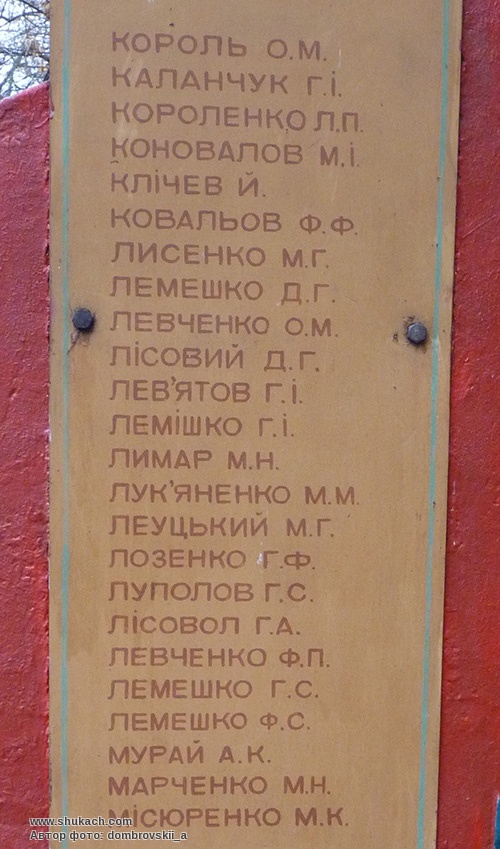 КОРОЛЬ О.М.
КАЛАНЧУК Г.І.
КОРОЛЕНКО Л.П.
КОНОВАЛОВ М.І.
КЛІЧЕВ Й.
КОВАЛЬОВ Ф.Ф.
ЛИСЕНКО М.Г.
ЛЕМЕШКО Д.Г.
ЛЕВЧЕНКО О.М.
ЛІСОВИЙ Д.Г.
ЛЕВ'ЯТОВ Г.І.
ЛЕМІШКО Г.І.
ЛИМАР М.Н.
ЛУК'ЯНЕНКО М.М.
ЛЕУЦЬКИЙ М.Г.
ЛОЗЕНКО Г.Ф.
ЛУПОЛОВ Г.С.
ЛІСОВОЛ Г.А.
ЛЕВЧЕНКО Ф.П.
ЛЕМЕШКО Г.С.
ЛЕМЕШКО Ф.С.
МУРАЙ А.К.
МАРЧЕНКО М.Н.
МІСЮРЕНКО М.К.
www.shukach.com
Автор фото: dombrovskii_a